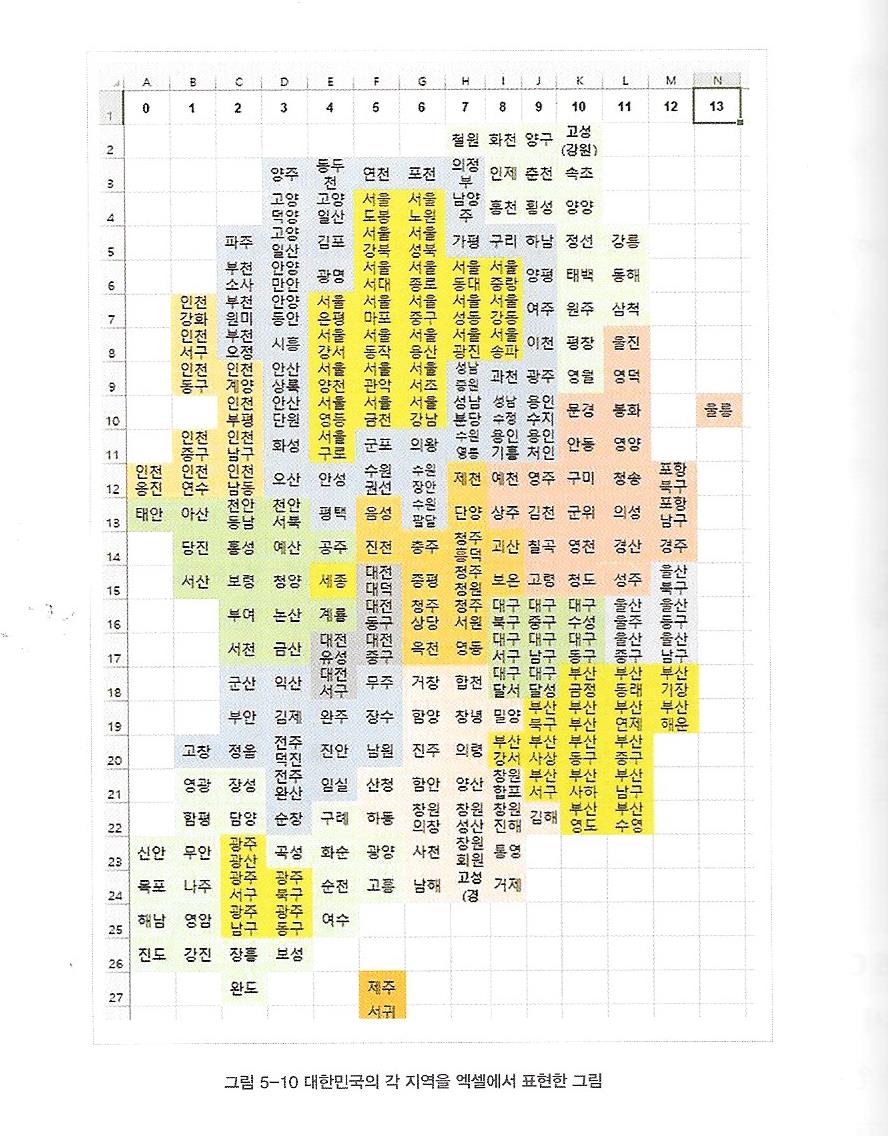 A B C D E F G H I J K L M N
1 0 1 2 3 4 5 6 7 8 9 10 11 12 13
2 철원 화천 양구 고성 (강원)
3 양주 동두천 연천 포천 의정부 인제 춘천 속초
4 고양 덕양 고양 일산 서울 도봉 서울 노원 남양주 홍천 횡성 양양
5 파주 고양 일산 김포 서울 강북 서울 성북 가평 구리 하남 정선 강릉
6 부천 소사 안양 만안 광명 서울 서대 서울 종로 서울 동대 서울 중랑 양평 태백 동해
7 인천 강화 부천 원미 안양 동안 서울 은평 서울 마포 서울 중구 서울 성동 서울 강동 여주 원주 삼척
8 인천 서구 부천 오정 시흥 서울 강서 서울 동작 서울 용산 서울 광진 서울 송파 이천 평창 울진
9 인천 동구 인천 계양 안산 상록 서울 양천 서울 관악 서울 서초 성남 중원 과천 광주 영월 영덕
10 인천 부평 안산 단원 서울 영등 서울 금천 서울 강남 성남 분당 성남 수정 용인 수지 문경 봉화 울릉
11 인천 중구 인천 남구 화성 서울 구로 군포 의왕 수원 영통 용인 기흥 용인 처인 안동 영양
12 인천 옹진 인천 연수 인천 남동 오산 안성 수원 권선 수원 장안 제천 예천 영주 구미 청송 포항 북구
13 태안 아산 천안 동남 천안 서북 평택 음성 수원 팔달 단양 상주 김천 군위 의성 포항 남구
14 당진 홍성 예산 공주 진천 충주 청주 흥덕 괴산 칠곡 영천 경산 경주
15 서산 보령 청양 세종 대전 대덕 증평 청주 청원 보은 고령 청도 성주 울산 북구
16 부여 논산 계룡 대전 동구 청주 상당 청주 서원 대구 북구 대구 중구 대구 수성 울산 울주 울산 동구
17 서천 금산 대전 유성 대전 중구 옥천 영동 대구 서구 대구 남구 대구 동구 울산 중구 울산 남구
18 군산 익산 대전 서구 무주 거창 합천 대구 달서 대구 달성 부산 금정 부산 동래 부산 기장
19 부안 김제 완주 장수 함양 창녕 밀양 부산 북구 부산 부산 연제 부산 해운
20 고창 정읍 전주 덕진 진안 남원 진주 의령 부산 강서 부산 사상 부산 동구 부산 중구
21 영광 장성 전주 완산 임실 산청 함안 양산 창원 합포 부산 서구 부산 사하 부산 남구
22 함평 담양 순창 구례 하동 창원 의창 창원 성산 창원 진해 김해 부산 영도 부산 수영
23 신안 무안 광주 광산 곡성 화순 광양 사천 창원 회원 통영
24 목포 나주 광주 서구 광주 북구 순천 고흥 남해 고성 (경 거제
25 해남 영암 광주 남구 광주 동구 여수
26 진도 강진 장흥 보성
27 완도 제주
서귀
그림 5-10 대한민국의 각 지역을 엑셀에서 표현한 그림